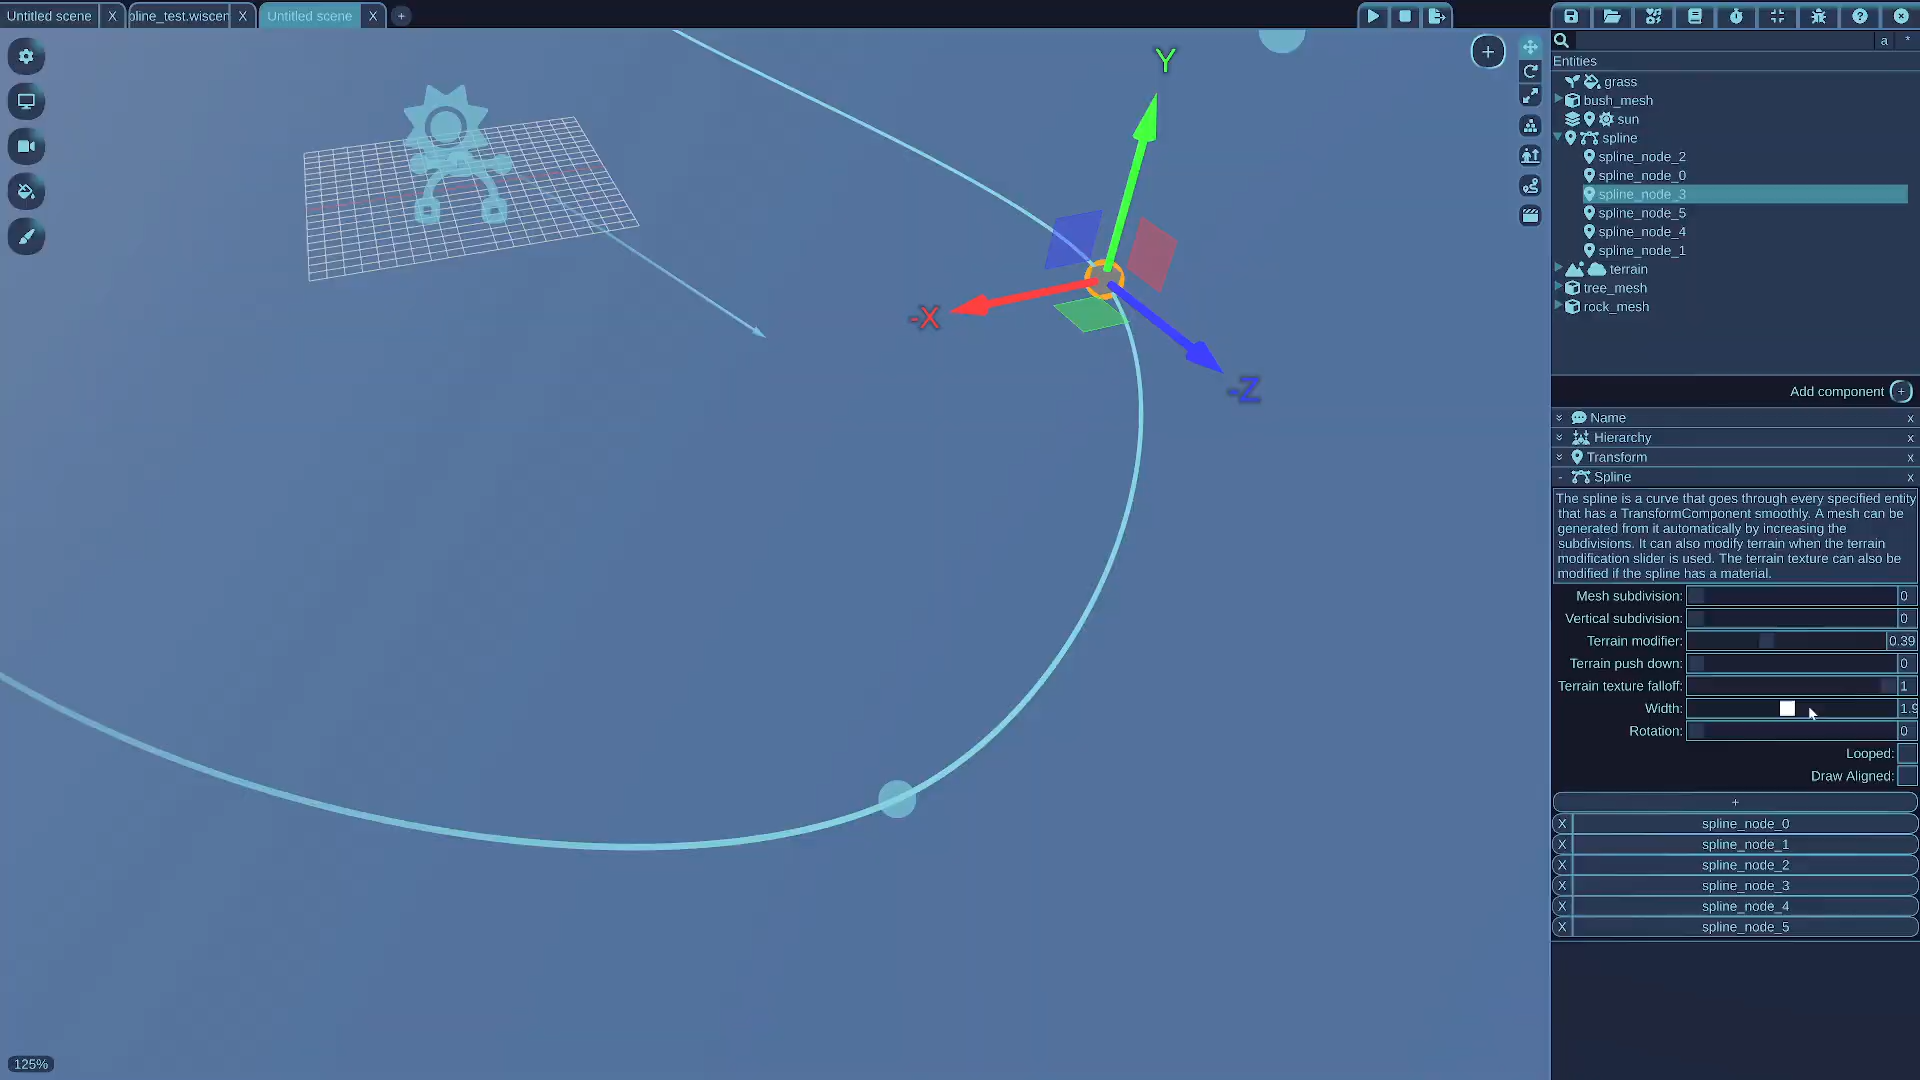 Untitled scene X pline_test.wiscen X Untitled scene X +
a *
Entities
grass
bush_mesh
sun
spline
spline_node_2
spline_node_0
spline_node_3
spline_node_5
spline_node_4
spline_node_1
terrain
tree_mesh
rock_mesh
Y
-X
-Z
Add component +
Name x
Hierarchy x
Transform x
- Spline x
The spline is a curve that goes through every specified entity
that has a TransformComponent smoothly. A mesh can be
generated from it automatically by increasing the
subdivisions. It can also modify terrain when the terrain
modification slider is used. The terrain texture can also be
modified if the spline has a material.
Mesh subdivision: 0
Vertical subdivision: 0
Terrain modifier: 0.39
Terrain push down: 0
Terrain texture falloff: 1
Width: 1.9
Rotation: 0
Looped:
Draw Aligned:
+
X spline_node_0
X spline_node_1
X spline_node_2
X spline_node_3
X spline_node_4
X spline_node_5
125%